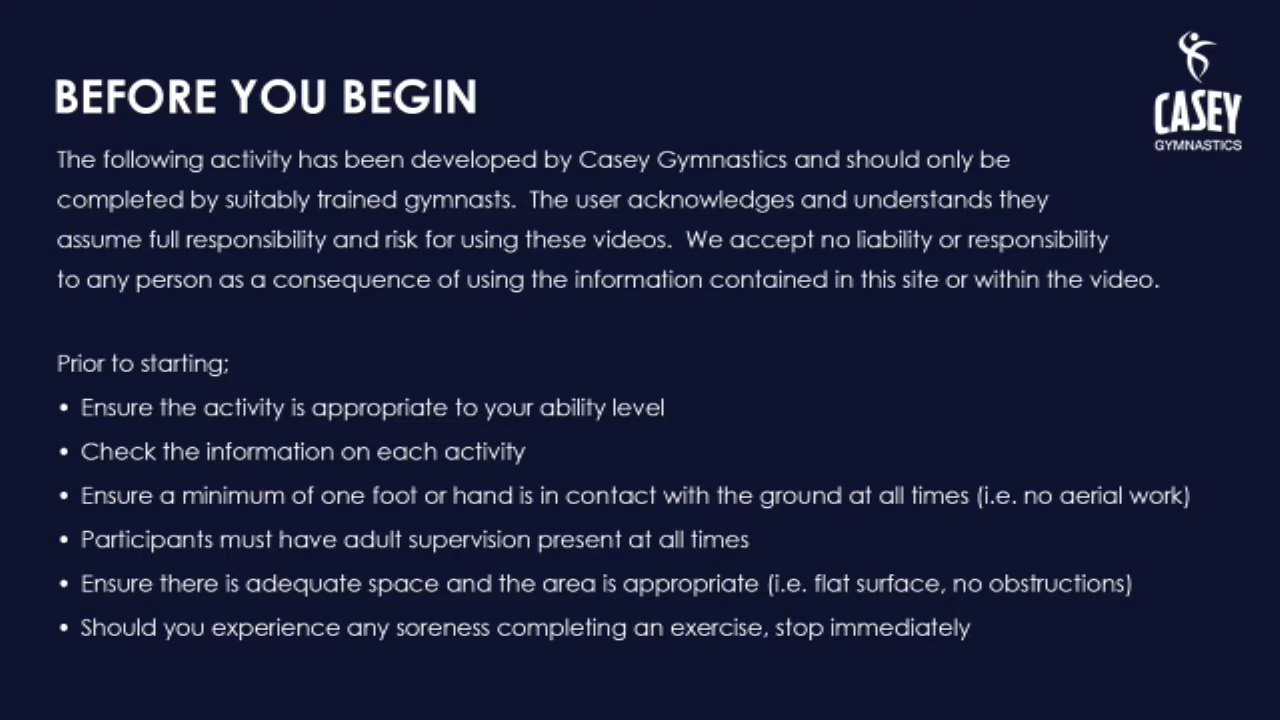 CASEY
GYMNASTICS
BEFORE YOU BEGIN
The following activity has been developed by Casey Gymnastics and should only be
completed by suitably trained gymnasts.  The user acknowledges and understands they
assume full responsibility and risk for using these videos.  We accept no liability or responsibility
to any person as a consequence of using the information contained in this site or within the video.
Prior to starting;
• Ensure the activity is appropriate to your ability level
• Check the information on each activity
• Ensure a minimum of one foot or hand is in contact with the ground at all times (i.e. no aerial work)
• Participants must have adult supervision present at all times
• Ensure there is adequate space and the area is appropriate (i.e. flat surface, no obstructions)
• Should you experience any soreness completing an exercise, stop immediately